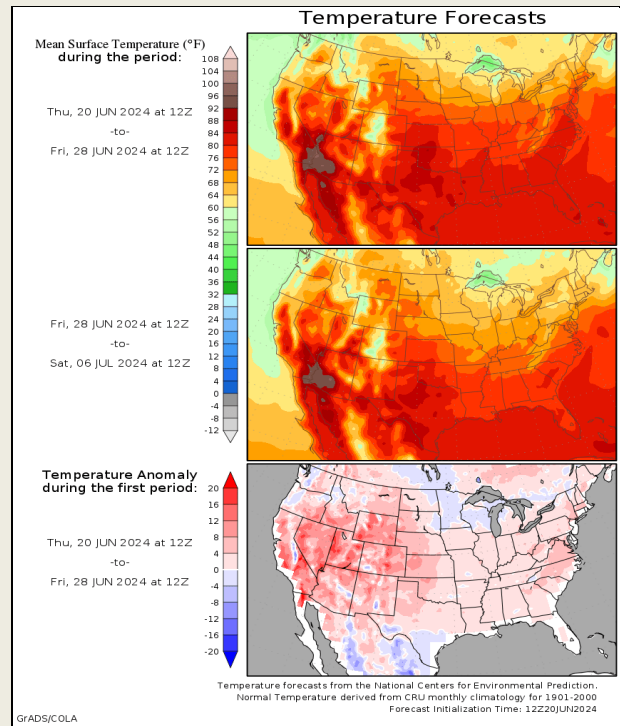 Temperature Forecasts
Mean Surface Temperature (°F)
during the period:
108
104
100
96
92
88
84
80
76
72
68
64
60
56
52
48
44
40
36
32
28
24
20
16
12
8
4
0
-4
-8
-12
Thu, 20 JUN 2024 at 12Z
-to-
Fri, 28 JUN 2024 at 12Z
Fri, 28 JUN 2024 at 12Z
-to-
Sat, 06 JUL 2024 at 12Z
Temperature Anomaly
during the first period:
20
16
12
8
4
0
-4
-8
-12
-16
-20
Thu, 20 JUN 2024 at 12Z
-to-
Fri, 28 JUN 2024 at 12Z
Temperature forecasts from the National Centers for Environmental Prediction.
Normal Temperature derived from CRU monthly climatology for 1901-2000
Forecast Initialization Time: 12Z20JUN2024
GrADS/COLA